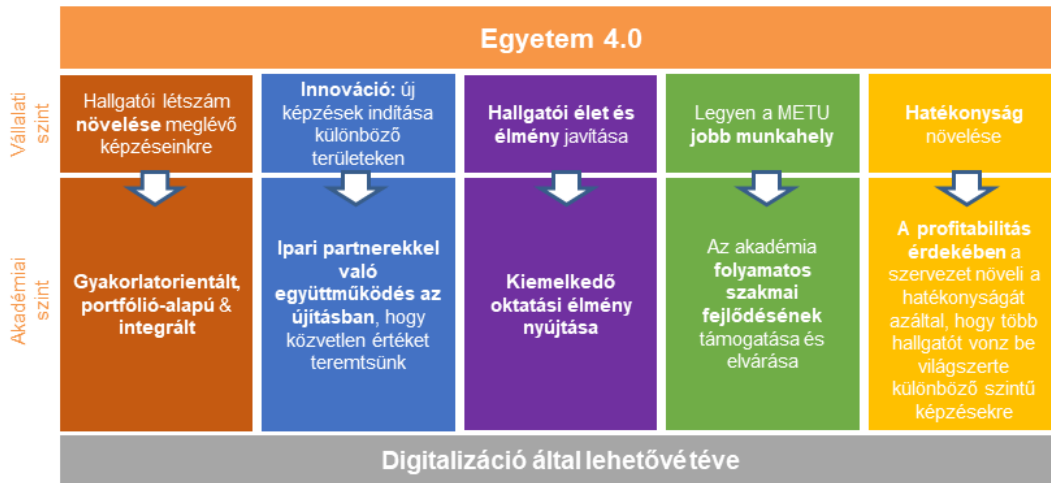 Egyetem 4.0
Vállalati
szint
Hallgatói létszám
növelése meglévő
képzéseinkre
Innováció: új
képzések indítása
különböző
területeken
Hallgatói élet és
élmény javítása
Legyen a METU
jobb munkahely
Hatékonyság
növelése
Akadémiai
szint
Gyakorlatorientált,
portfólió-alapú &
integrált
Ipari partnerekkel
való
együttműködés az
újításban, hogy
közvetlen értéket
teremtsünk
Kiemelkedő
oktatási élmény
nyújtása
Az akadémia
folyamatos
szakmai
fejlődésének
támogatása és
elvárása
A profitabilitás
érdekében a
szervezet növeli a
hatékonyságát
azáltal, hogy több
hallgatót vonz be
világszerte
különböző szintű
képzésekre
Digitalizáció által lehetővé téve